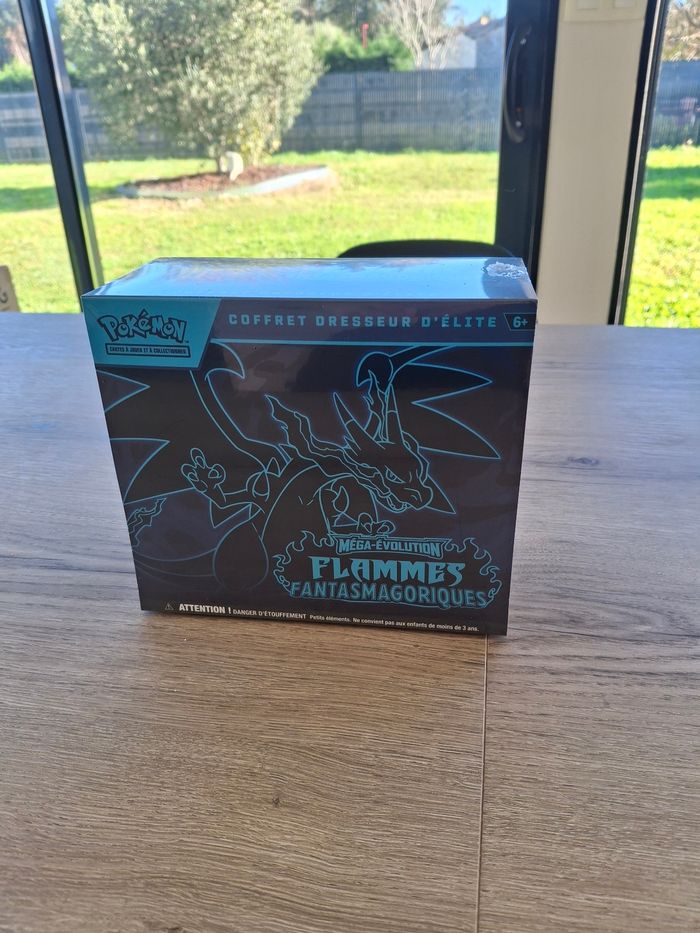 POKÉMON
CARTES À JOUER ET À COLLECTIONNER
COFFRET DRESSEUR D'ÉLITE
6+
MÉGA-ÉVOLUTION
FLAMMES
FANTASMAGORIQUES
ATTENTION ! DANGER D'ÉTOUFFEMENT Petits éléments. Ne convient pas aux enfants de moins de 3 ans.